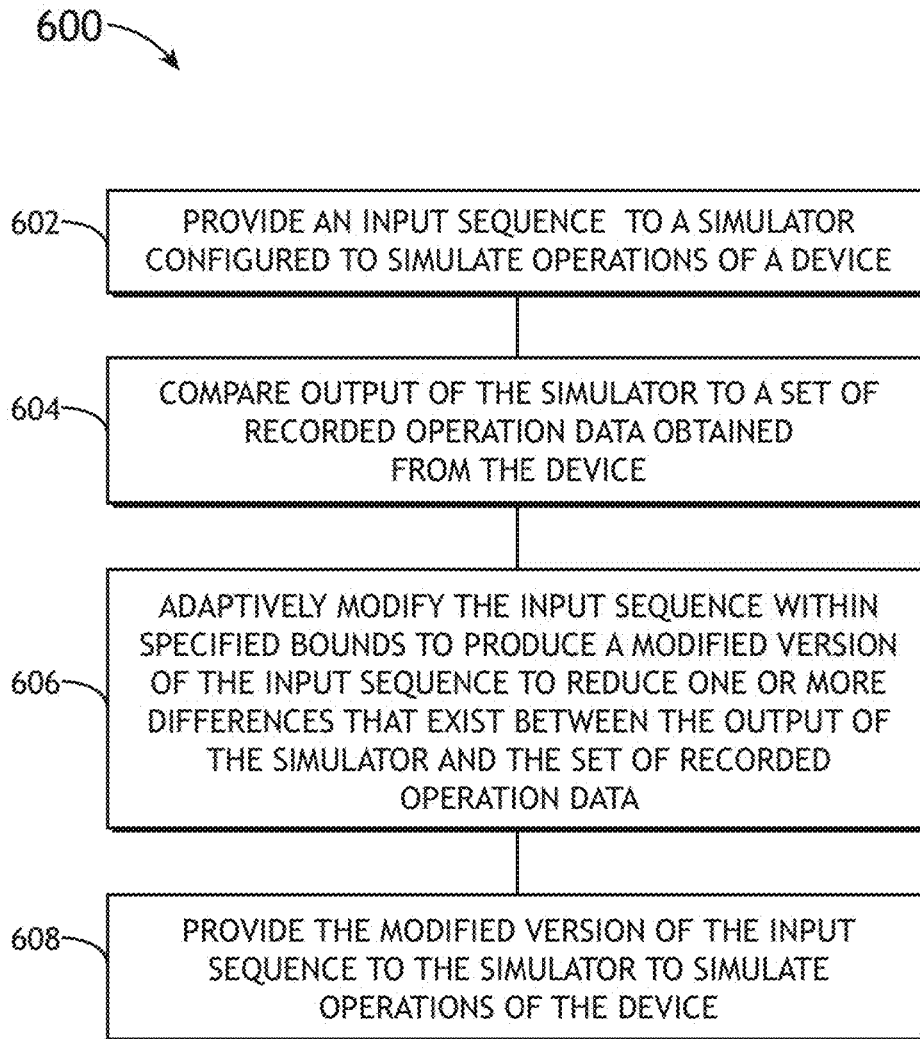 600
602
PROVIDE AN INPUT SEQUENCE TO A SIMULATOR
CONFIGURED TO SIMULATE OPERATIONS OF A DEVICE
604
COMPARE OUTPUT OF THE SIMULATOR TO A SET OF
RECORDED OPERATION DATA OBTAINED
FROM THE DEVICE
606
ADAPTIVELY MODIFY THE INPUT SEQUENCE WITHIN
SPECIFIED BOUNDS TO PRODUCE A MODIFIED VERSION
OF THE INPUT SEQUENCE TO REDUCE ONE OR MORE
DIFFERENCES THAT EXIST BETWEEN THE OUTPUT OF
THE SIMULATOR AND THE SET OF RECORDED
OPERATION DATA
608
PROVIDE THE MODIFIED VERSION OF THE INPUT
SEQUENCE TO THE SIMULATOR TO SIMULATE
OPERATIONS OF THE DEVICE